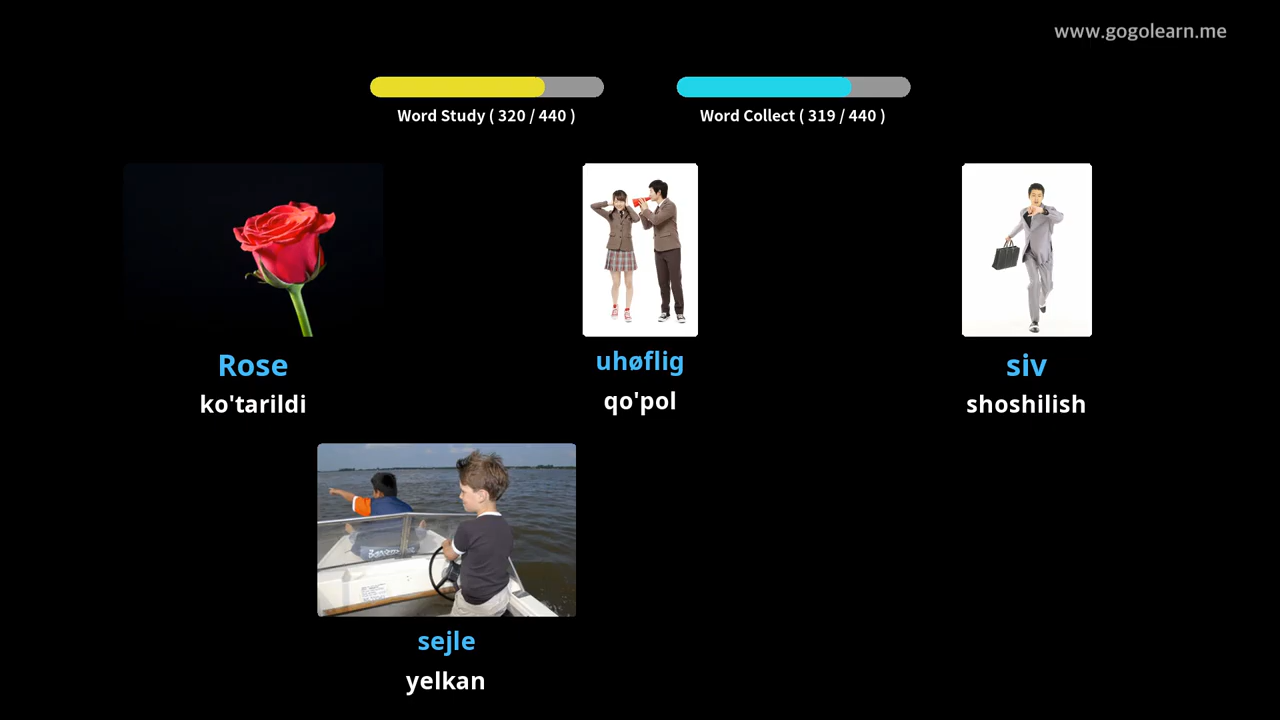 www.gogolearn.me
Word Study ( 320 / 440 )
Word Collect ( 319 / 440 )
Rose
ko'tarildi
uhøflig
qo'pol
siv
shoshilish
sejle
yelkan